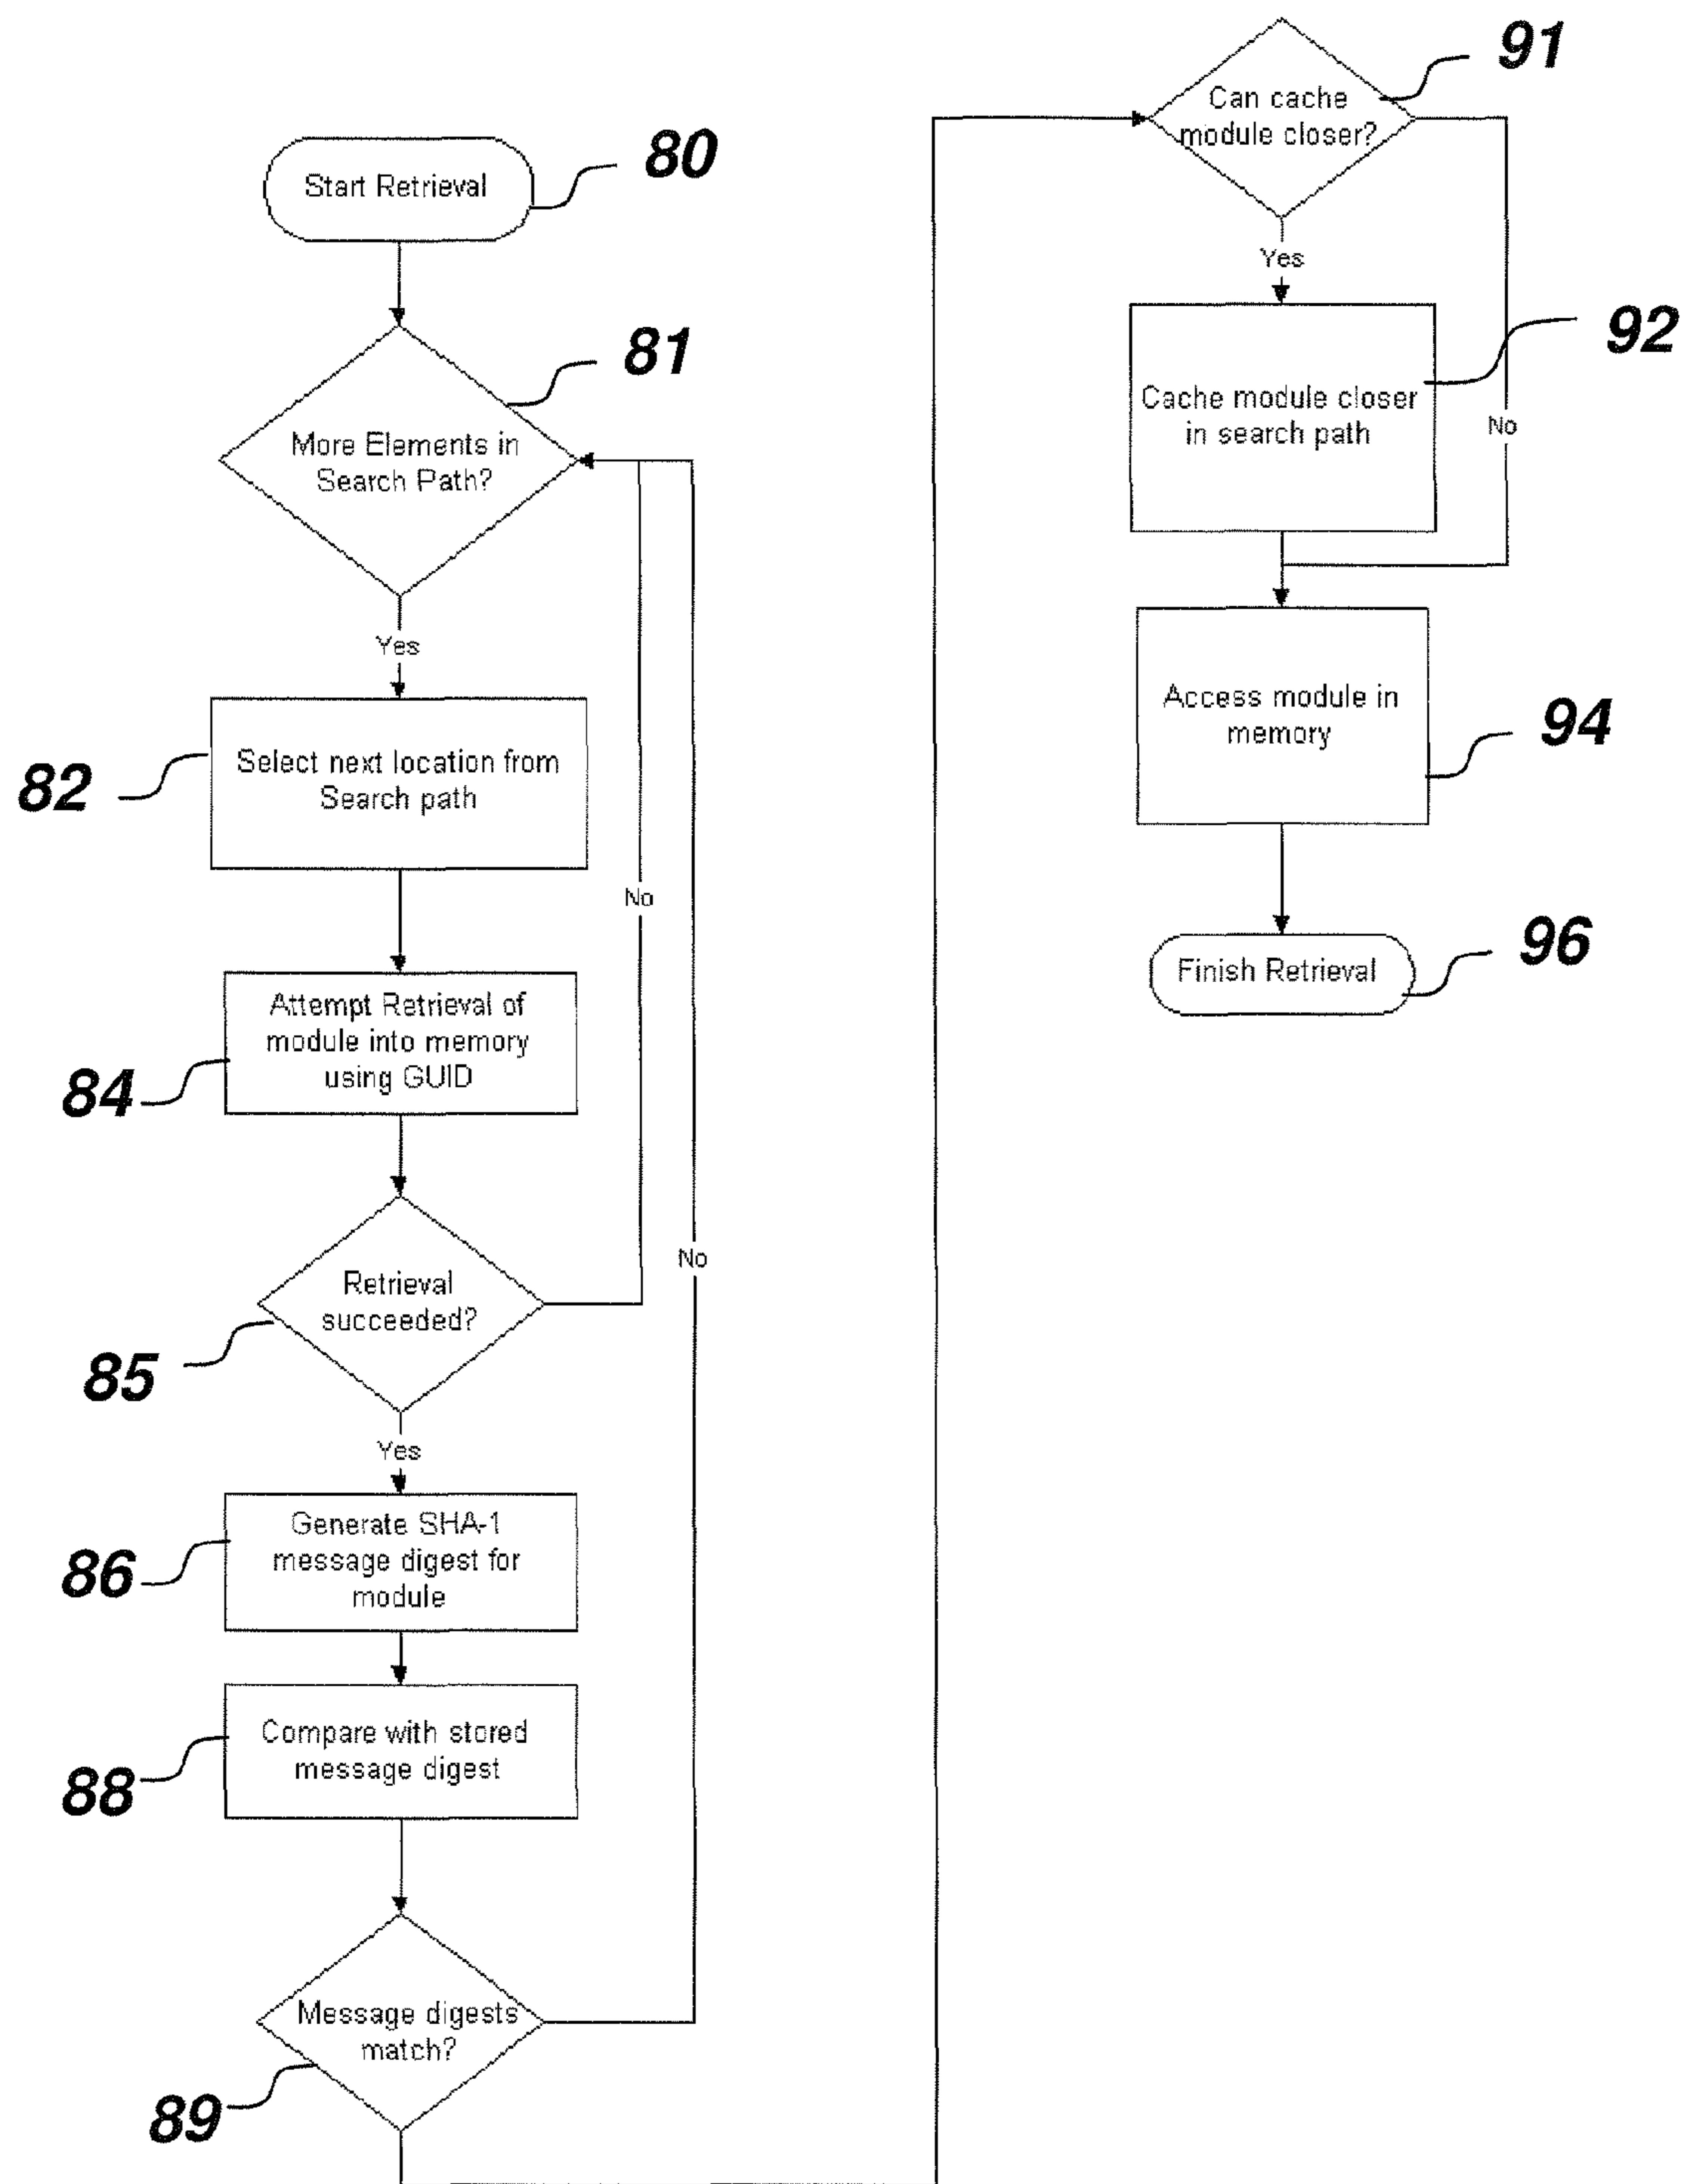 Start Retrieval
80
More Elements in
Search Path?
81
Yes
Select next location from
Search path
82
No
Attempt Retrieval of
module into memory
using GUID
84
Retrieval
succeeded?
85
No
Yes
Generate SHA-1
message digest for
module
86
Compare with stored
message digest
88
Message digests
match?
89
Can cache
module closer?
91
Yes
Cache module closer
in search path
92
No
Access module in
memory
94
Finish Retrieval
96